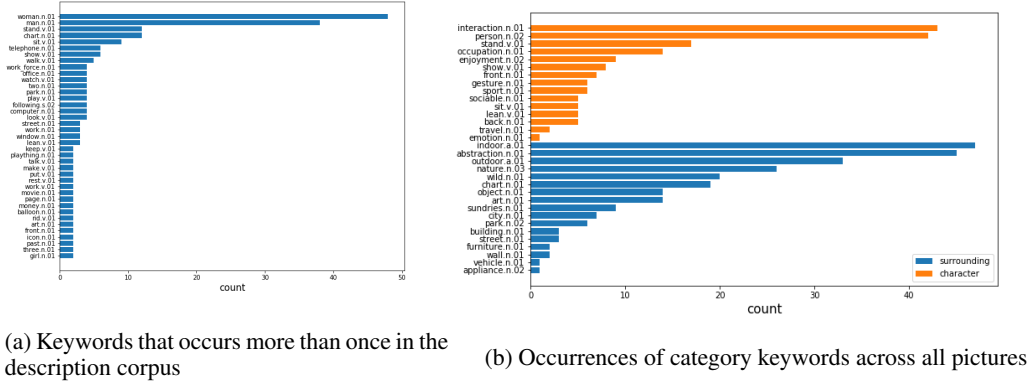 woman.n.01
man.n.01
stand.v.01
chart.n.01
sit.v.01
telephone.n.01
show.v.01
walk.v.01
work_force.n.01
office.n.01
watch.v.01
two.n.01
park.n.01
play.v.01
following.s.02
computer.n.01
look.v.01
street.n.01
work.n.01
window.n.01
lean.v.01
keep.v.01
plaything.n.01
talk.v.01
make.v.01
put.v.01
rest.v.01
work.v.01
movie.n.01
page.n.01
money.n.01
balloon.n.01
rid.v.01
art.n.01
front.n.01
icon.n.01
past.n.01
three.n.01
girl.n.01
0 10 20 30 40 50
count
(a) Keywords that occurs more than once in the
description corpus
interaction.n.01
person.n.02
stand.v.01
occupation.n.01
enjoyment.n.02
show.v.01
front.n.01
gesture.n.01
sport.n.01
sociable.n.01
sit.v.01
lean.v.01
back.n.01
travel.n.01
emotion.n.01
indoor.a.01
abstraction.n.01
outdoor.a.01
nature.n.03
wild.n.01
chart.n.01
object.n.01
art.n.01
sundries.n.01
city.n.01
park.n.02
building.n.01
street.n.01
furniture.n.01
wall.n.01
vehicle.n.01
appliance.n.02
surrounding
character
0 10 20 30 40
count
(b) Occurrences of category keywords across all pictures